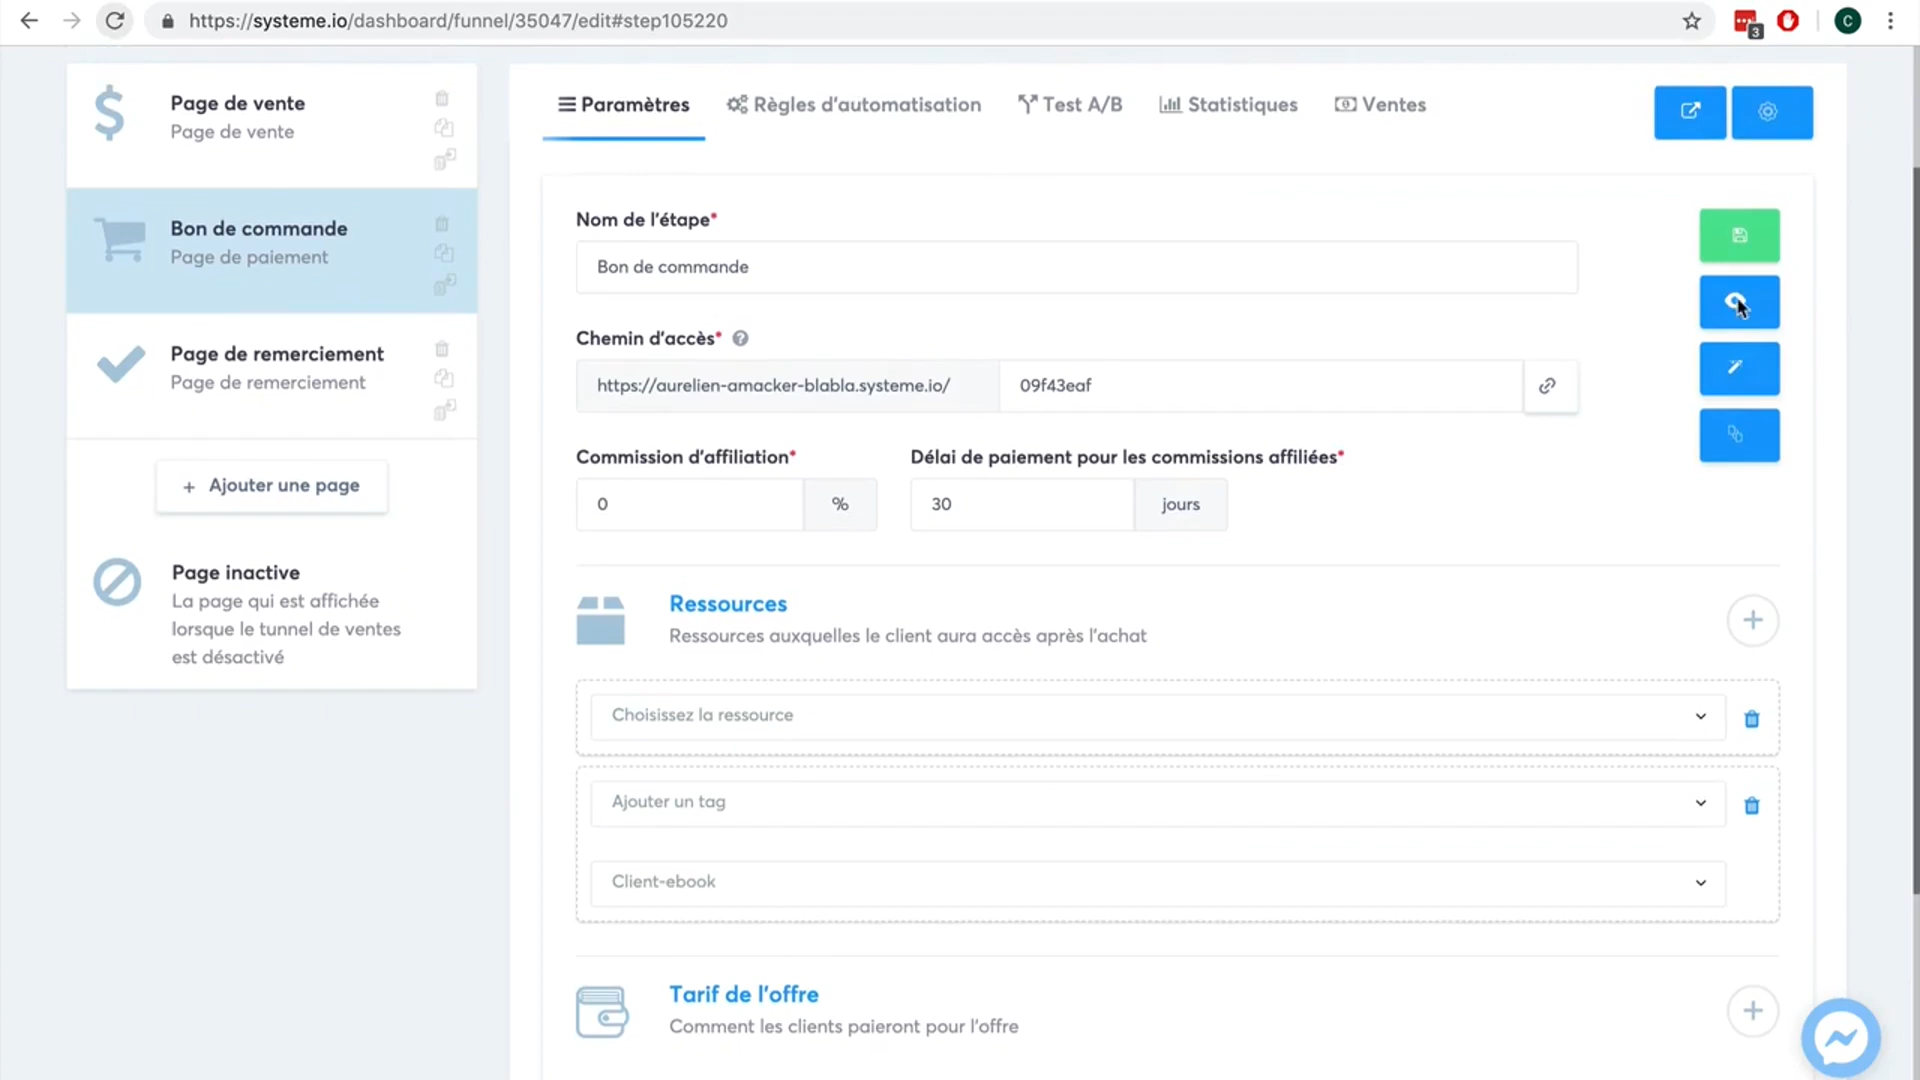 https://systeme.io/dashboard/funnel/35047/edit#step105220
3
C
Page de vente
Page de vente
Bon de commande
Page de paiement
Page de remerciement
Page de remerciement
+ Ajouter une page
Page inactive
La page qui est affichée
lorsque le tunnel de ventes
est désactivé
Paramètres
Règles d'automatisation
Test A/B
Statistiques
Ventes
Nom de l'étape*
Bon de commande
Chemin d'accès* ?
https://aurelien-amacker-blabla.systeme.io/
09f43eaf
Commission d'affiliation*
Délai de paiement pour les commissions affiliées*
0 %
30 jours
Ressources
Ressources auxquelles le client aura accès après l'achat
Choisissez la ressource
Ajouter un tag
Client-ebook
Tarif de l'offre
Comment les clients paieront pour l'offre